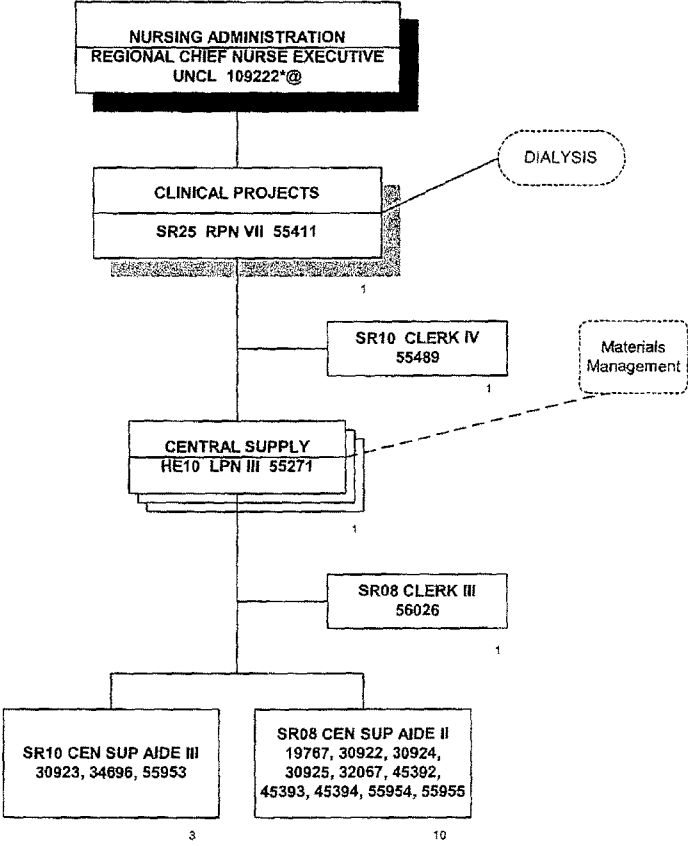 NURSING ADMINISTRATION
REGIONAL CHIEF NURSE EXECUTIVE
UNCL 109222*@
DIALYSIS
CLINICAL PROJECTS
SR25 RPN VII 55411
1
SR10 CLERK IV
55489
1
Materials
Management
CENTRAL SUPPLY
HE10 LPN III 55271
1
SR08 CLERK III
56026
1
SR10 CEN SUP AIDE III
30923, 34696, 55953
3
SR08 CEN SUP AIDE II
19767, 30922, 30924,
30925, 32067, 45392,
45393, 45394, 55954, 55955
10